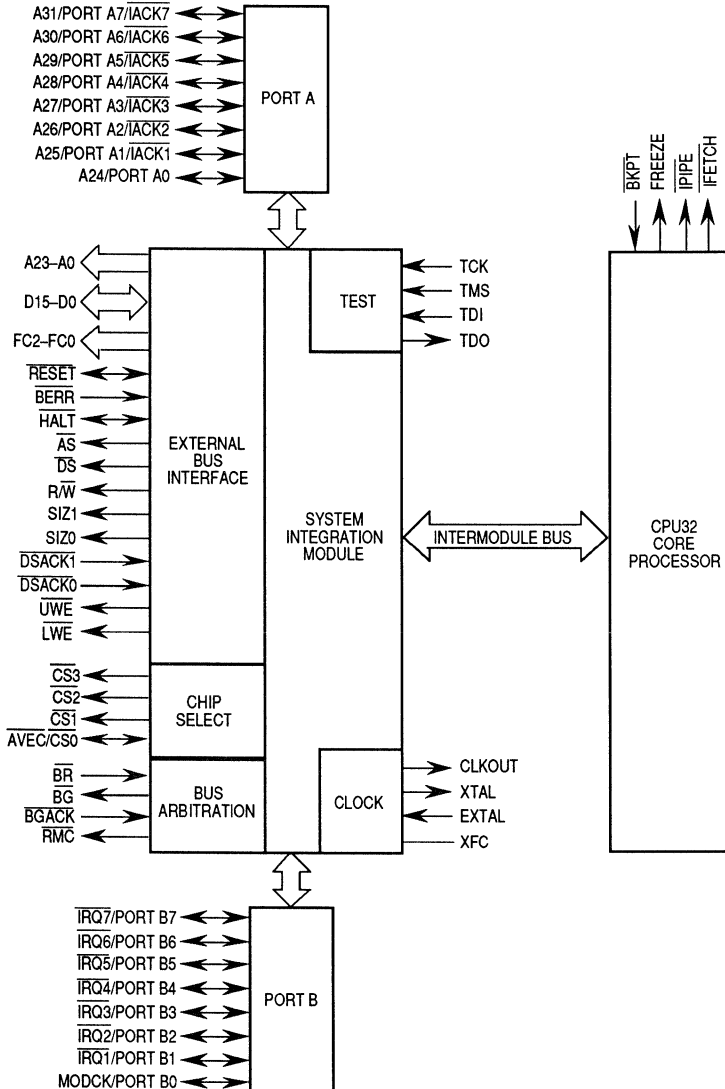 A31/PORT A7/IACK7
A30/PORT A6/IACK6
A29/PORT A5/IACK5
A28/PORT A4/IACK4
A27/PORT A3/IACK3
A26/PORT A2/IACK2
A25/PORT A1/IACK1
A24/PORT A0
PORT A
BKPT
FREEZE
IPIPE
IFETCH
A23–A0
D15–D0
FC2–FC0
RESET
BERR
HALT
AS
DS
R/W
SIZ1
SIZ0
DSACK1
DSACK0
UWE
LWE
EXTERNAL
BUS
INTERFACE
TEST
TCK
TMS
TDI
TDO
SYSTEM
INTEGRATION
MODULE
INTERMODULE BUS
CPU32
CORE
PROCESSOR
CS3
CS2
CS1
AVEC/CS0
CHIP
SELECT
BR
BG
BGACK
RMC
BUS
ARBITRATION
CLOCK
CLKOUT
XTAL
EXTAL
XFC
IRQ7/PORT B7
IRQ6/PORT B6
IRQ5/PORT B5
IRQ4/PORT B4
IRQ3/PORT B3
IRQ2/PORT B2
IRQ1/PORT B1
MODCK/PORT B0
PORT B